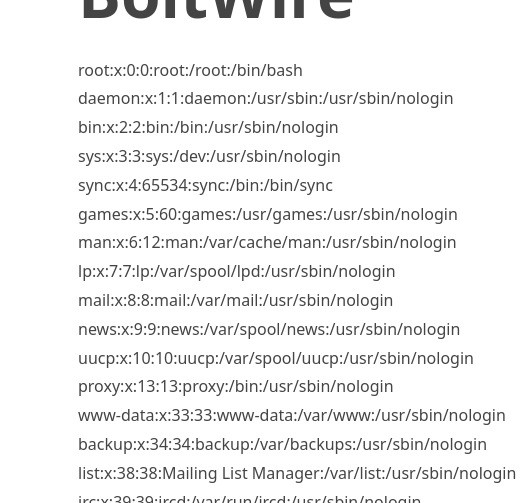 BoltWire
root:x:0:0:root:/root:/bin/bash
daemon:x:1:1:daemon:/usr/sbin:/usr/sbin/nologin
bin:x:2:2:bin:/bin:/usr/sbin/nologin
sys:x:3:3:sys:/dev:/usr/sbin/nologin
sync:x:4:65534:sync:/bin:/bin/sync
games:x:5:60:games:/usr/games:/usr/sbin/nologin
man:x:6:12:man:/var/cache/man:/usr/sbin/nologin
lp:x:7:7:lp:/var/spool/lpd:/usr/sbin/nologin
mail:x:8:8:mail:/var/mail:/usr/sbin/nologin
news:x:9:9:news:/var/spool/news:/usr/sbin/nologin
uucp:x:10:10:uucp:/var/spool/uucp:/usr/sbin/nologin
proxy:x:13:13:proxy:/bin:/usr/sbin/nologin
www-data:x:33:33:www-data:/var/www:/usr/sbin/nologin
backup:x:34:34:backup:/var/backups:/usr/sbin/nologin
list:x:38:38:Mailing List Manager:/var/list:/usr/sbin/nologin
irc:x:39:39:ircd:/var/run/ircd:/usr/sbin/nologin